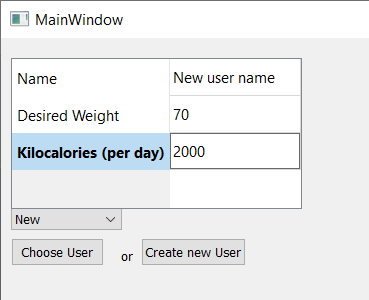 MainWindow
Name New user name
Desired Weight 70
Kilocalories (per day) 2000
New
Choose User or Create new User